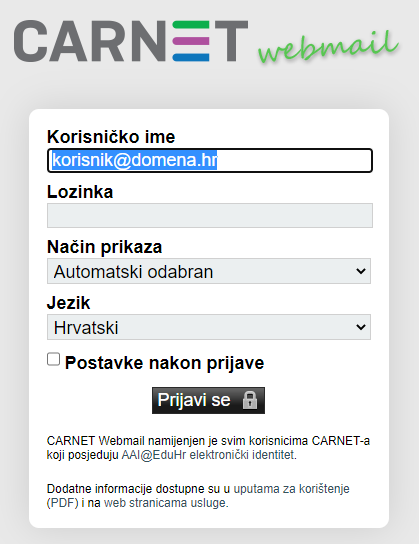 CARNET webmail
Korisničko ime
korisnik@domena.hr
Lozinka
Način prikaza
Automatski odabran
Jezik
Hrvatski
Postavke nakon prijave
Prijavi se
CARNET Webmail namijenjen je svim korisnicima CARNET-a
koji posjeduju AAI@EduHr elektronički identitet.
Dodatne informacije dostupne su u uputama za korištenje
(PDF) i na web stranicama usluge.